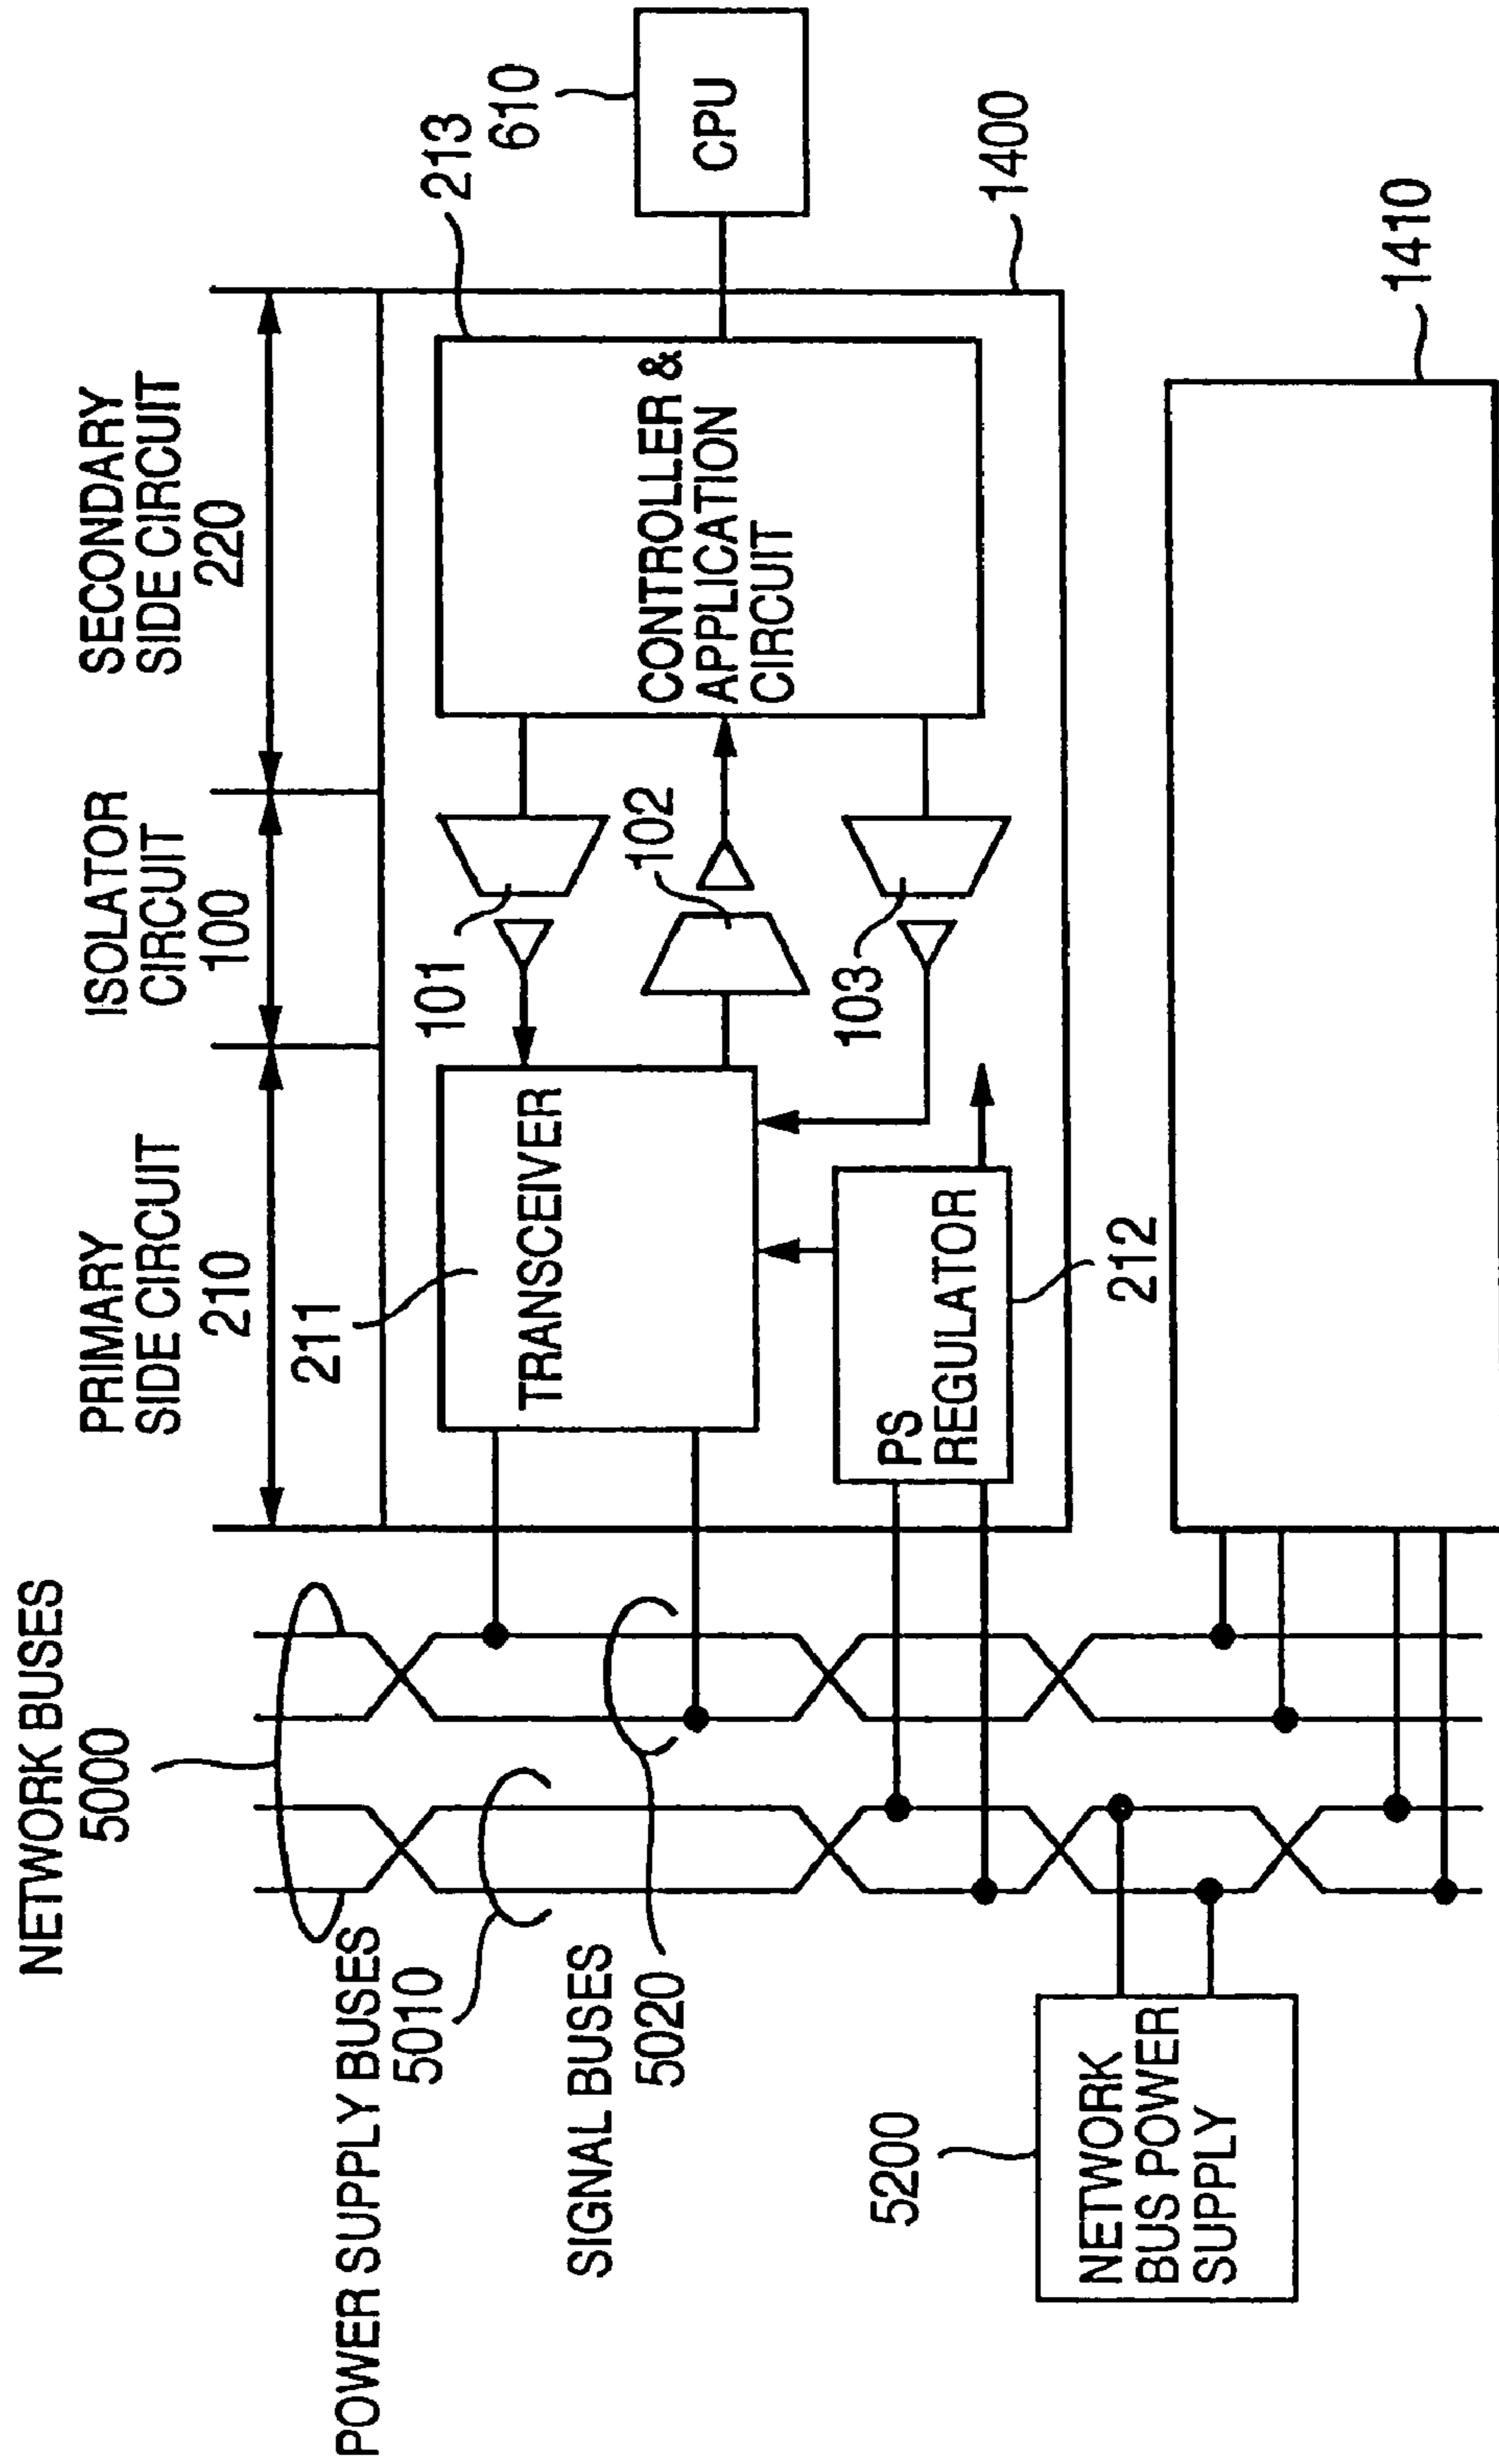 NETWORK BUSES
5000
POWER SUPPLY BUSES
5010
SIGNAL BUSES
5020
5200
NETWORK
BUS POWER
SUPPLY
PRIMARY
SIDE CIRCUIT
210
ISOLATOR
CIRCUIT
100
SECONDARY
SIDE CIRCUIT
220
211
TRANSCEIVER
PS
REGULATOR
212
101
102
103
CONTROLLER &
APPLICATION
CIRCUIT
213
610
CPU
1400
1410